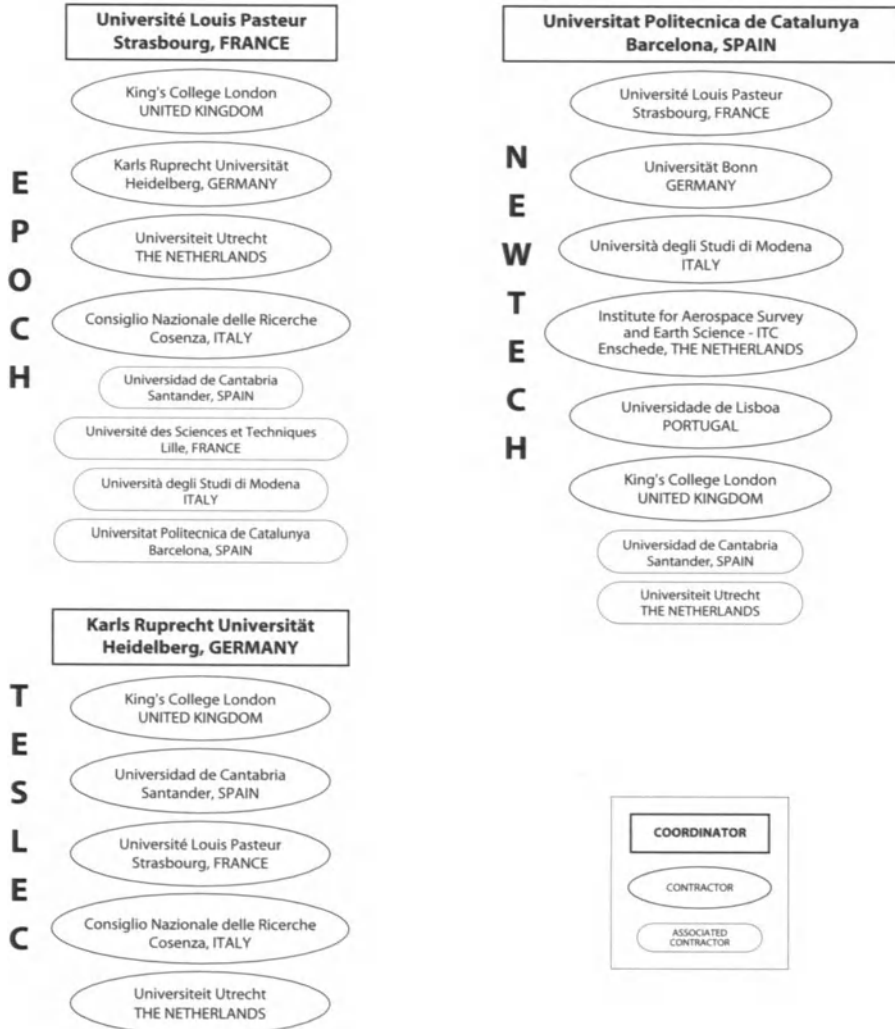 Université Louis Pasteur
Strasbourg, FRANCE
King's College London
UNITED KINGDOM
Karls Ruprecht Universität
Heidelberg, GERMANY
Universiteit Utrecht
THE NETHERLANDS
Consiglio Nazionale delle Ricerche
Cosenza, ITALY
Universidad de Cantabria
Santander, SPAIN
Université des Sciences et Techniques
Lille, FRANCE
Università degli Studi di Modena
ITALY
Universitat Politecnica de Catalunya
Barcelona, SPAIN
EPOCH
Karls Ruprecht Universität
Heidelberg, GERMANY
King's College London
UNITED KINGDOM
Universidad de Cantabria
Santander, SPAIN
Université Louis Pasteur
Strasbourg, FRANCE
Consiglio Nazionale delle Ricerche
Cosenza, ITALY
Universiteit Utrecht
THE NETHERLANDS
TESLEC
Universitat Politecnica de Catalunya
Barcelona, SPAIN
Université Louis Pasteur
Strasbourg, FRANCE
Universität Bonn
GERMANY
Università degli Studi di Modena
ITALY
Institute for Aerospace Survey
and Earth Science - ITC
Enschede, THE NETHERLANDS
Universidade de Lisboa
PORTUGAL
King's College London
UNITED KINGDOM
Universidad de Cantabria
Santander, SPAIN
Universiteit Utrecht
THE NETHERLANDS
NEWTECH
COORDINATOR
CONTRACTOR
ASSOCIATED
CONTRACTOR